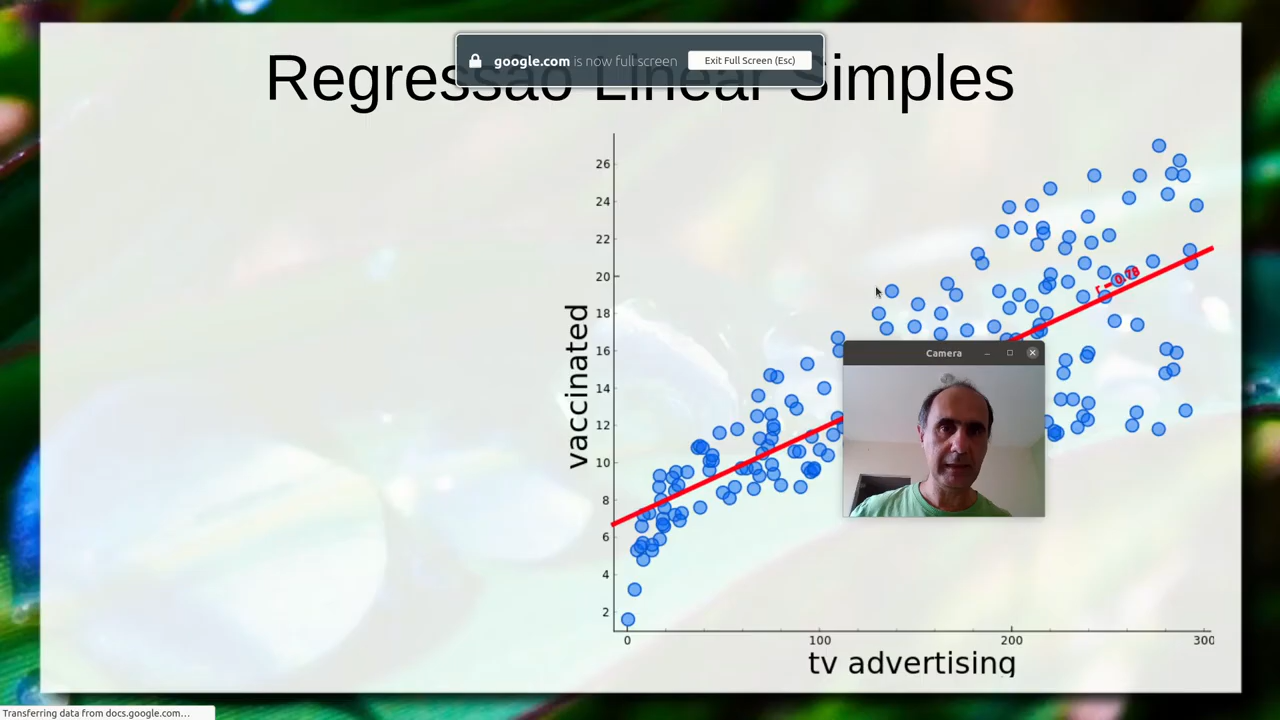 google.com is now full screen
Exit Full Screen (Esc)
Regressão Linear Simples
26
24
22
20
18
16
14
12
10
8
6
4
2
vaccinated
r = 0.78
Camera
0
100
200
300
tv advertising
Transferring data from docs.google.com...